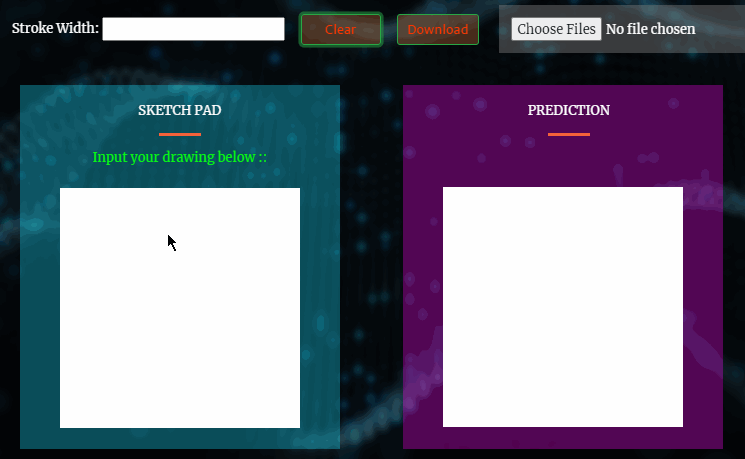 Stroke Width: Clear Download Choose Files No file chosen
SKETCH PAD
Input your drawing below ::
PREDICTION